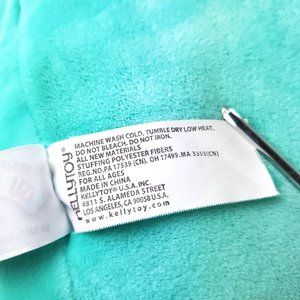 KELLYTOY®
MACHINE WASH COLD, TUMBLE DRY LOW HEAT,
DO NOT BLEACH. DO NOT IRON.
ALL NEW MATERIALS
STUFFING POLYESTER FIBERS
REG.NO.PA 17539 (CN). OH 17499 .MA 3353(CN)
FOR ALL AGES
MADE IN CHINA
KELLYTOY® U.S.A. INC.
4811 S. ALAMEDA STREET
LOS ANGELES, CA 90058 U.S.A.
www.kellytoy.com